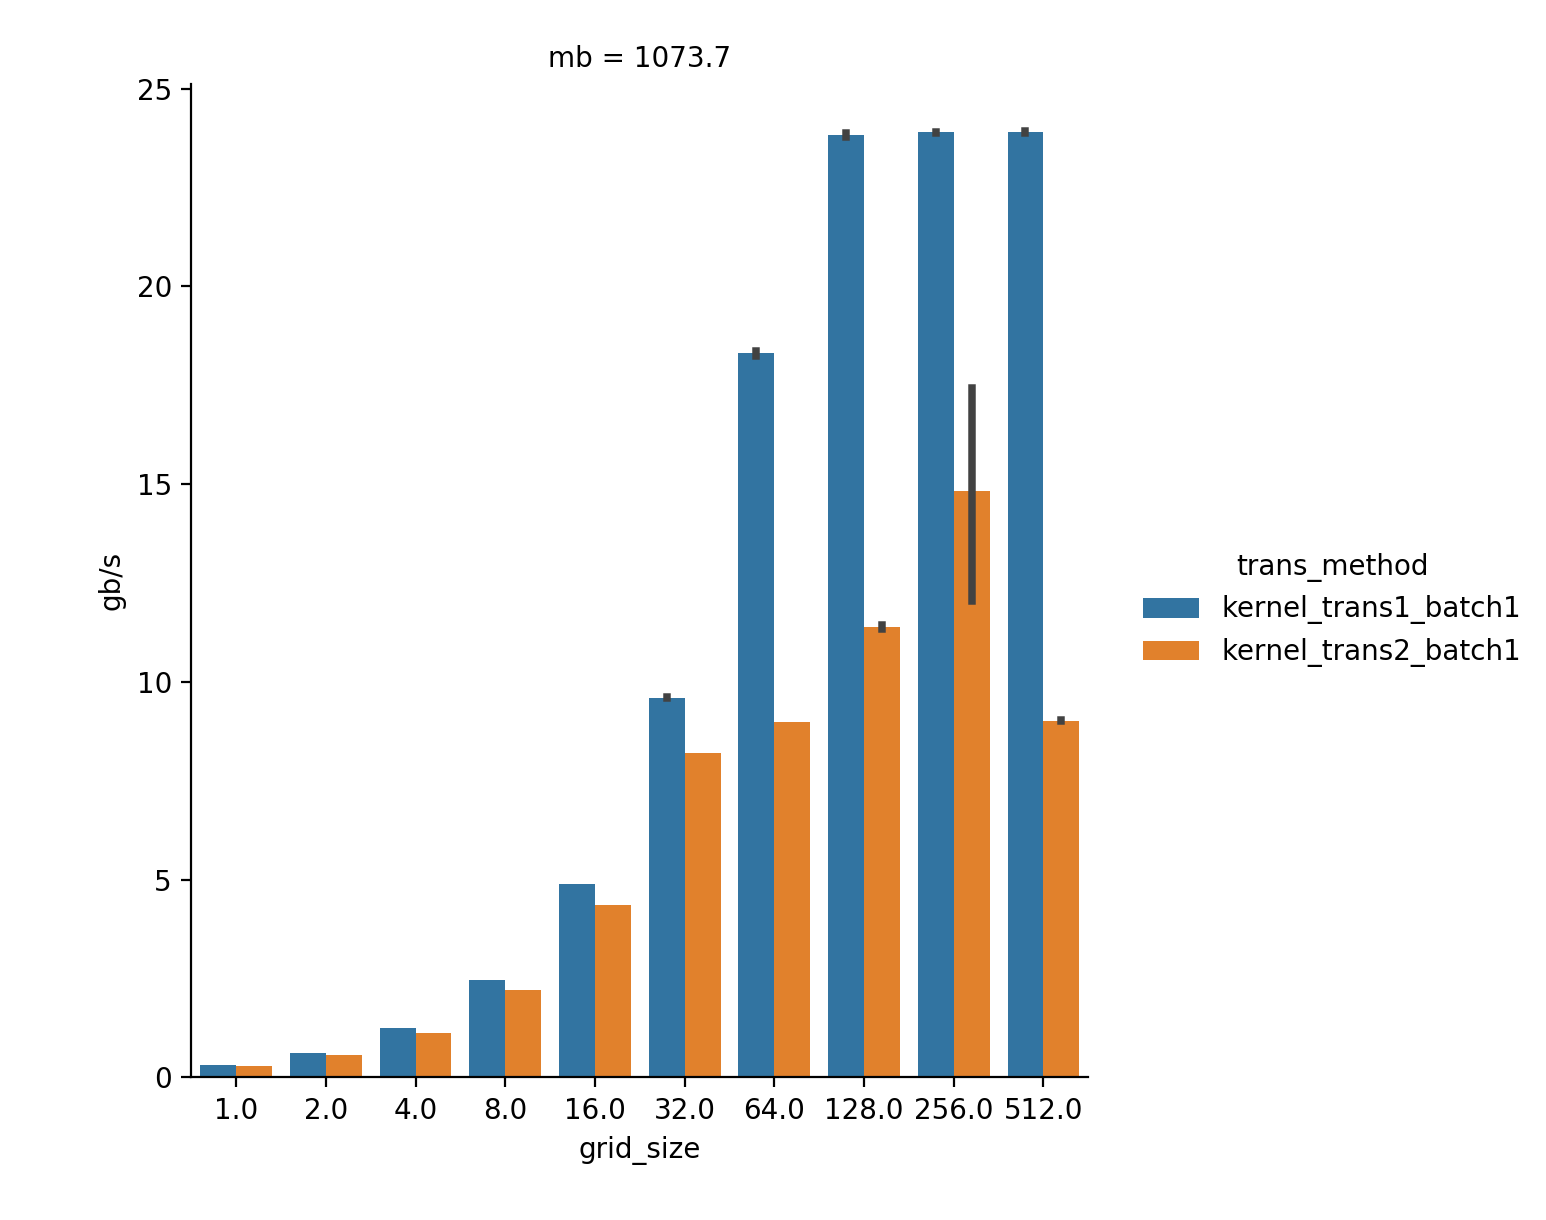 mb = 1073.7
25
20
15
10
5
0
gb/s
1.0 2.0 4.0 8.0 16.0 32.0 64.0 128.0 256.0 512.0
grid_size
trans_method
kernel_trans1_batch1
kernel_trans2_batch1